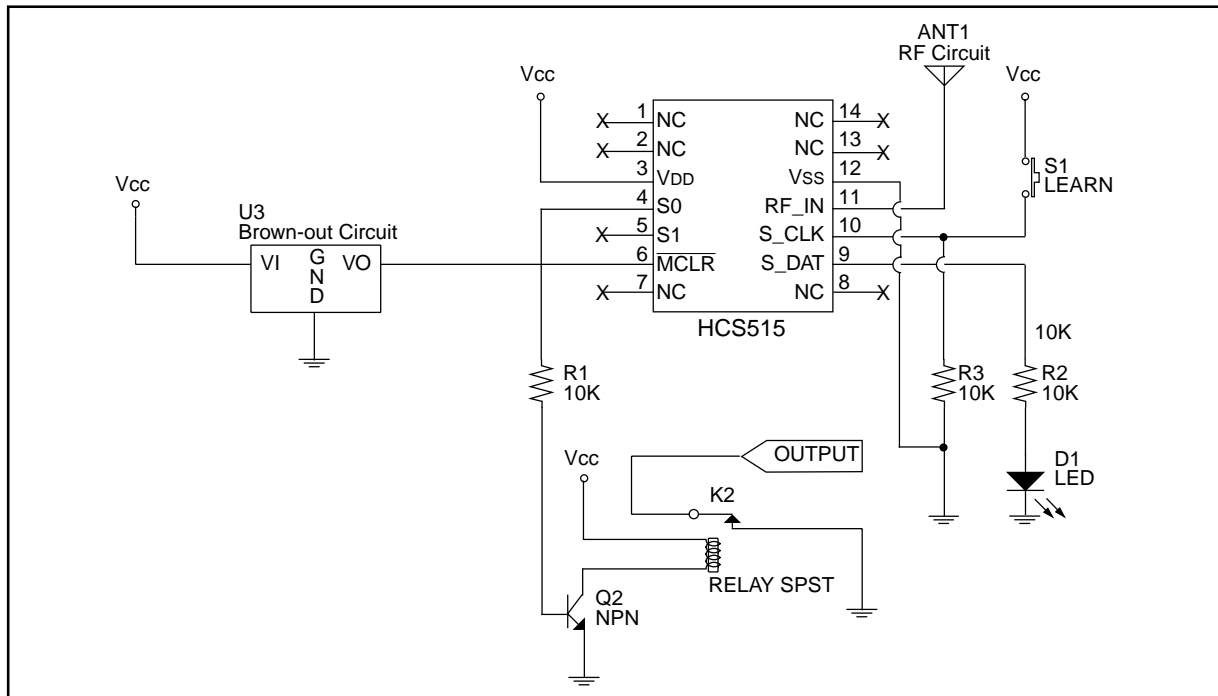 ANT1
RF Circuit
Vcc
Vcc
1 NC
NC 14
2 NC
NC 13
3 VDD
VSS 12
4 S0
RF_IN 11
5 S1
S_CLK 10
6 MCLR
S_DAT 9
7 NC
NC 8
HCS515
S1
LEARN
Vcc
U3
Brown-out Circuit
VI
GND
VO
10K
R1
10K
R3
10K
R2
10K
Vcc
OUTPUT
K2
D1
LED
RELAY SPST
Q2
NPN